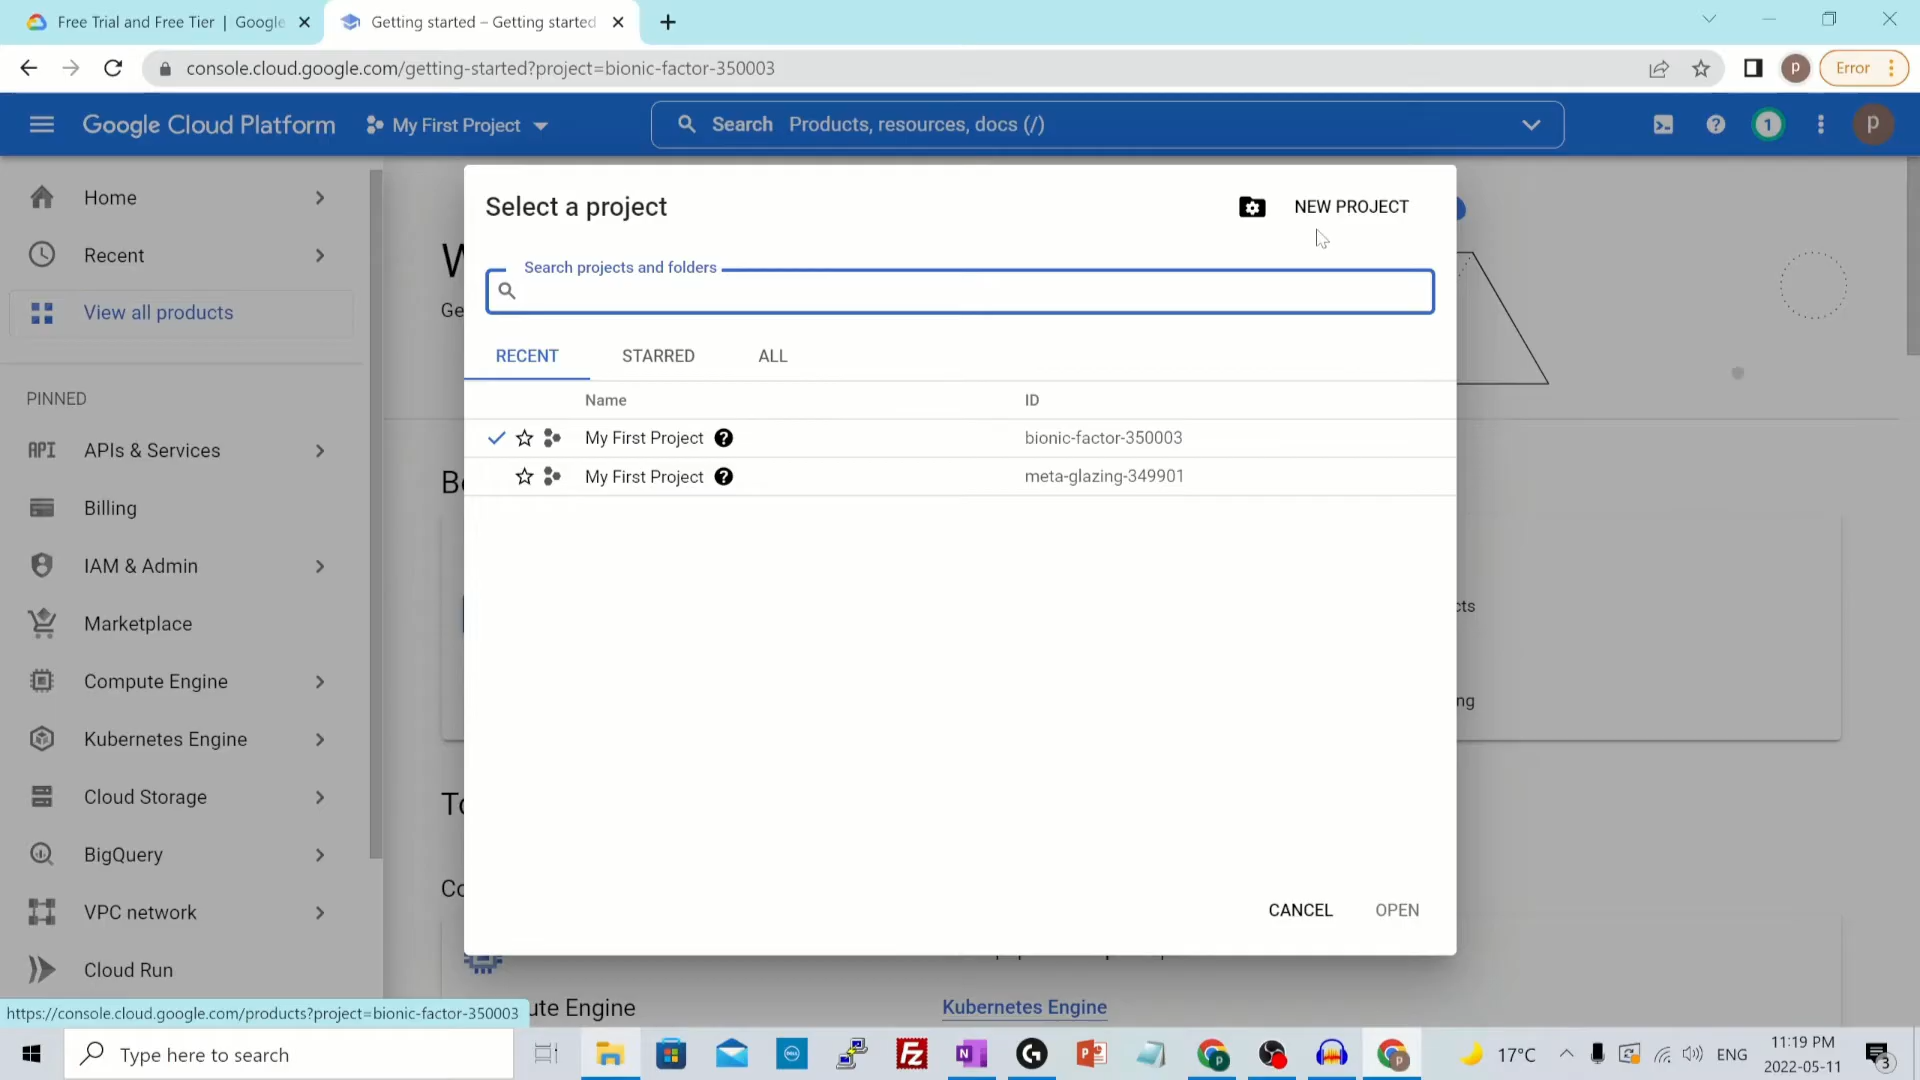 Free Trial and Free Tier | Google
Getting started – Getting started
console.cloud.google.com/getting-started?project=bionic-factor-350003
P
Error
Google Cloud Platform
My First Project
Search Products, resources, docs (/)
1
P
Home
Recent
View all products
PINNED
API APIs & Services
Billing
IAM & Admin
Marketplace
Compute Engine
Kubernetes Engine
Cloud Storage
BigQuery
VPC network
Cloud Run
https://console.cloud.google.com/products?project=bionic-factor-350003
Select a project
NEW PROJECT
Search projects and folders
RECENT STARRED ALL
Name ID
My First Project bionic-factor-350003
My First Project meta-glazing-349901
CANCEL OPEN
ute Engine
Kubernetes Engine
Type here to search
17°C
ENG
11:19 PM
2022-05-11
3